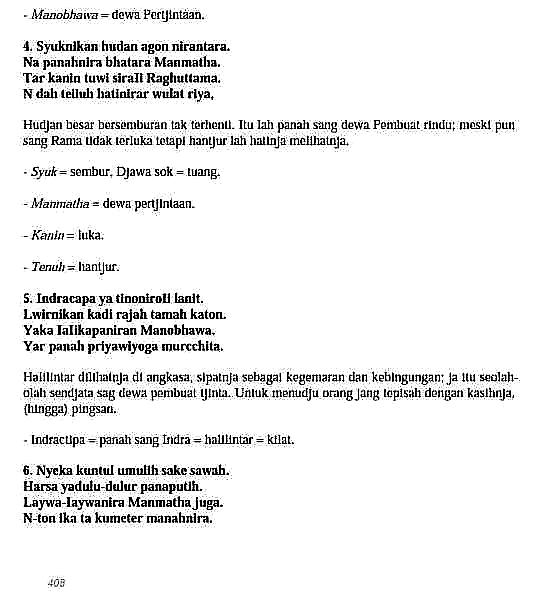 - Manobhawa = dewa Pertjintaan.
4. Syuknikan hudan agon nirantara.
Na panahnira bhatara Manmatha.
Tar kanin tuwi siraIi Raghuttama.
N dah teiiuh hatinirar wulat riya,
Hudjan besar bersemburan tak terhenti. Itu lah panah sang dewa Pembuat rindu; meski pun
sang Rama tidak terluka tetapi hantjur lah hatinja melihatnja.
- Syuk = sembur, Djawa sok = tuang.
- Manmatha = dewa pertjintaan.
- Kanin = luka.
- Tenuh = hantjur.
5. Indracapa ya tinoniroIi lanit.
Lwirnikan kadi rajah tamah katon.
Yaka IaIikapaniran Manobhawa.
Yar panah priyawiyoga murcchita.
Halilintar dilihatnja di angkasa, sipatnja sebagai kegemaran dan kebingungan; ja itu seolah-
olah sendjata sag dewa pembuat tjinta. Untuk menudju orang jang tepisah dengan kasihnja,
(hingga) pingsan.
- Indractipa = panah sang Indra = halilintar = kilat.
6. Nyeka kuntul umulih sake sawah.
Harsa yadulu-dulur panaputih.
Laywa-Iaywanira Manmatha juga.
N-ton ika ta kumeter manahnira.
408